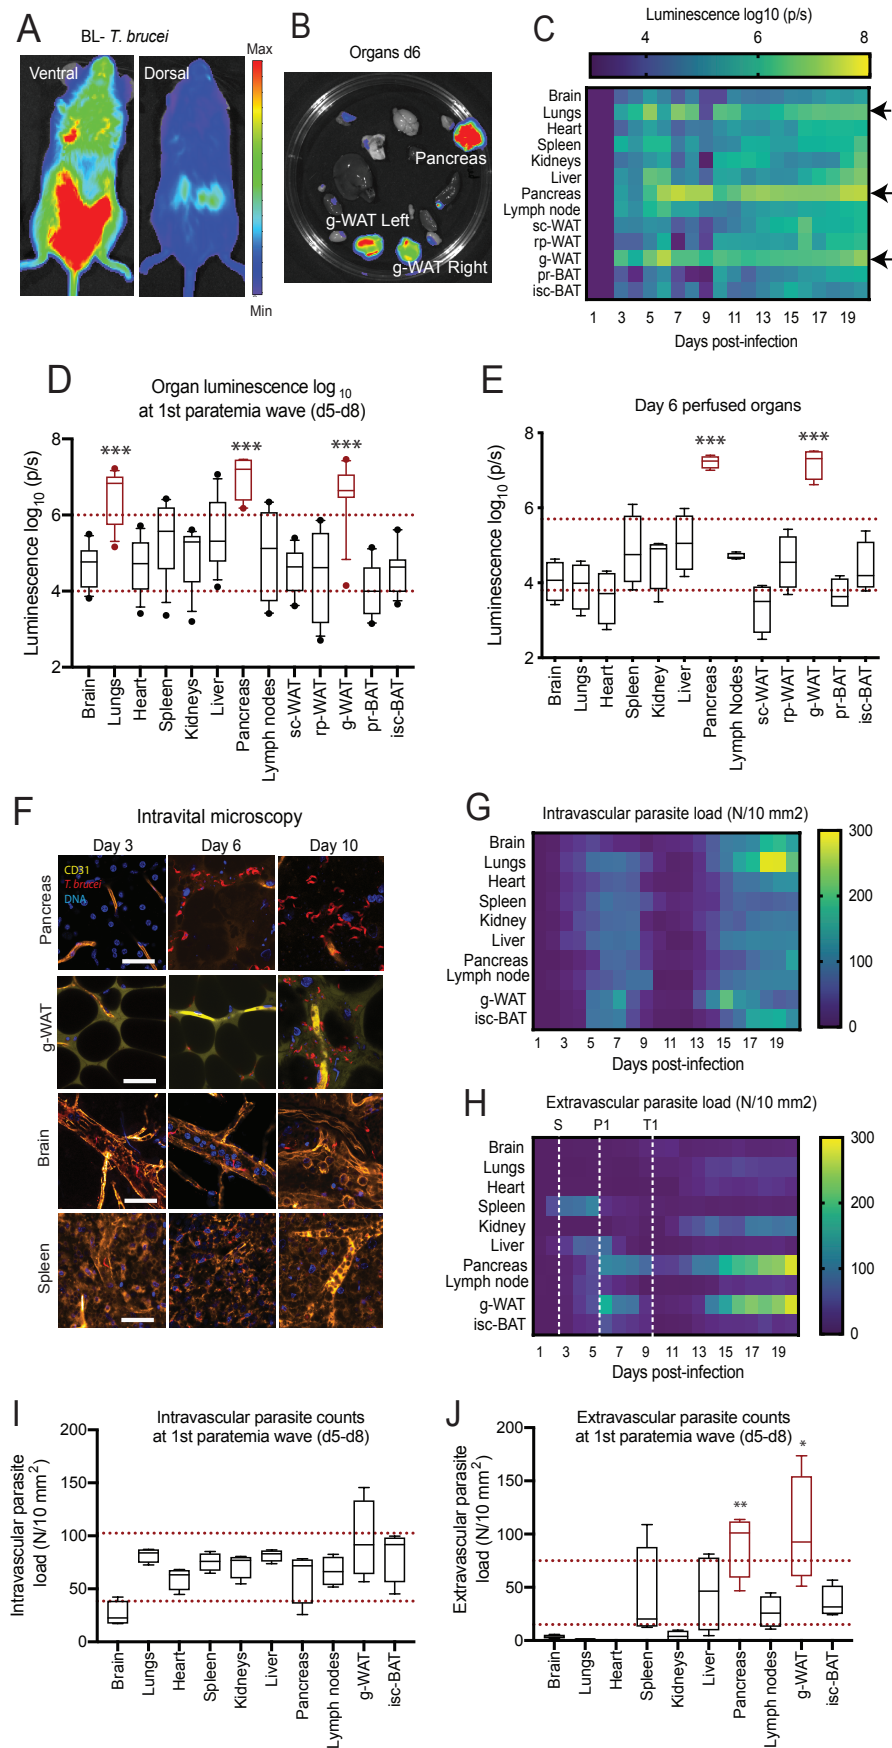 A
BL- T. brucei
Ventral
Dorsal
Max
Min
B
Organs d6
Pancreas
g-WAT Left
g-WAT Right
C
Luminescence log10 (p/s)
4
6
8
Brain
Lungs
Heart
Spleen
Kidneys
Liver
Pancreas
Lymph node
sc-WAT
rp-WAT
g-WAT
pr-BAT
isc-BAT
1 3 5 7 9 11 13 15 17 19
Days post-infection
D
Organ luminescence log 10
at 1st paratemia wave (d5-d8)
Luminescence log10 (p/s)
8
6
4
2
*** *** ***
Brain
Lungs
Heart
Spleen
Kidneys
Liver
Pancreas
Lymph nodes
sc-WAT
rp-WAT
g-WAT
pr-BAT
isc-BAT
E
Day 6 perfused organs
Luminescence log10 (p/s)
8
6
4
2
*** ***
Brain
Lungs
Heart
Spleen
Kidney
Liver
Pancreas
Lymph Nodes
sc-WAT
rp-WAT
g-WAT
pr-BAT
isc-BAT
F
Intravital microscopy
Day 3 Day 6 Day 10
CD31
T. brucei
DNA
Pancreas
g-WAT
Brain
Spleen
G
Intravascular parasite load (N/10 mm2)
Brain
Lungs
Heart
Spleen
Kidney
Liver
Pancreas
Lymph node
g-WAT
isc-BAT
1 3 5 7 9 11 13 15 17 19
Days post-infection
300
200
100
0
H
Extravascular parasite load (N/10 mm2)
S P1 T1
Brain
Lungs
Heart
Spleen
Kidney
Liver
Pancreas
Lymph node
g-WAT
isc-BAT
1 3 5 7 9 11 13 15 17 19
Days post-infection
300
200
100
0
I
Intravascular parasite counts
at 1st paratemia wave (d5-d8)
Intravascular parasite
load (N/10 mm2)
200
150
100
50
0
Brain
Lungs
Heart
Spleen
Kidneys
Liver
Pancreas
Lymph nodes
g-WAT
isc-BAT
J
Extravascular parasite counts
at 1st paratemia wave (d5-d8)
Extravascular parasite
load (N/10 mm2)
200
150
100
50
0
** *
Brain
Lungs
Heart
Spleen
Kidneys
Liver
Pancreas
Lymph nodes
g-WAT
isc-BAT